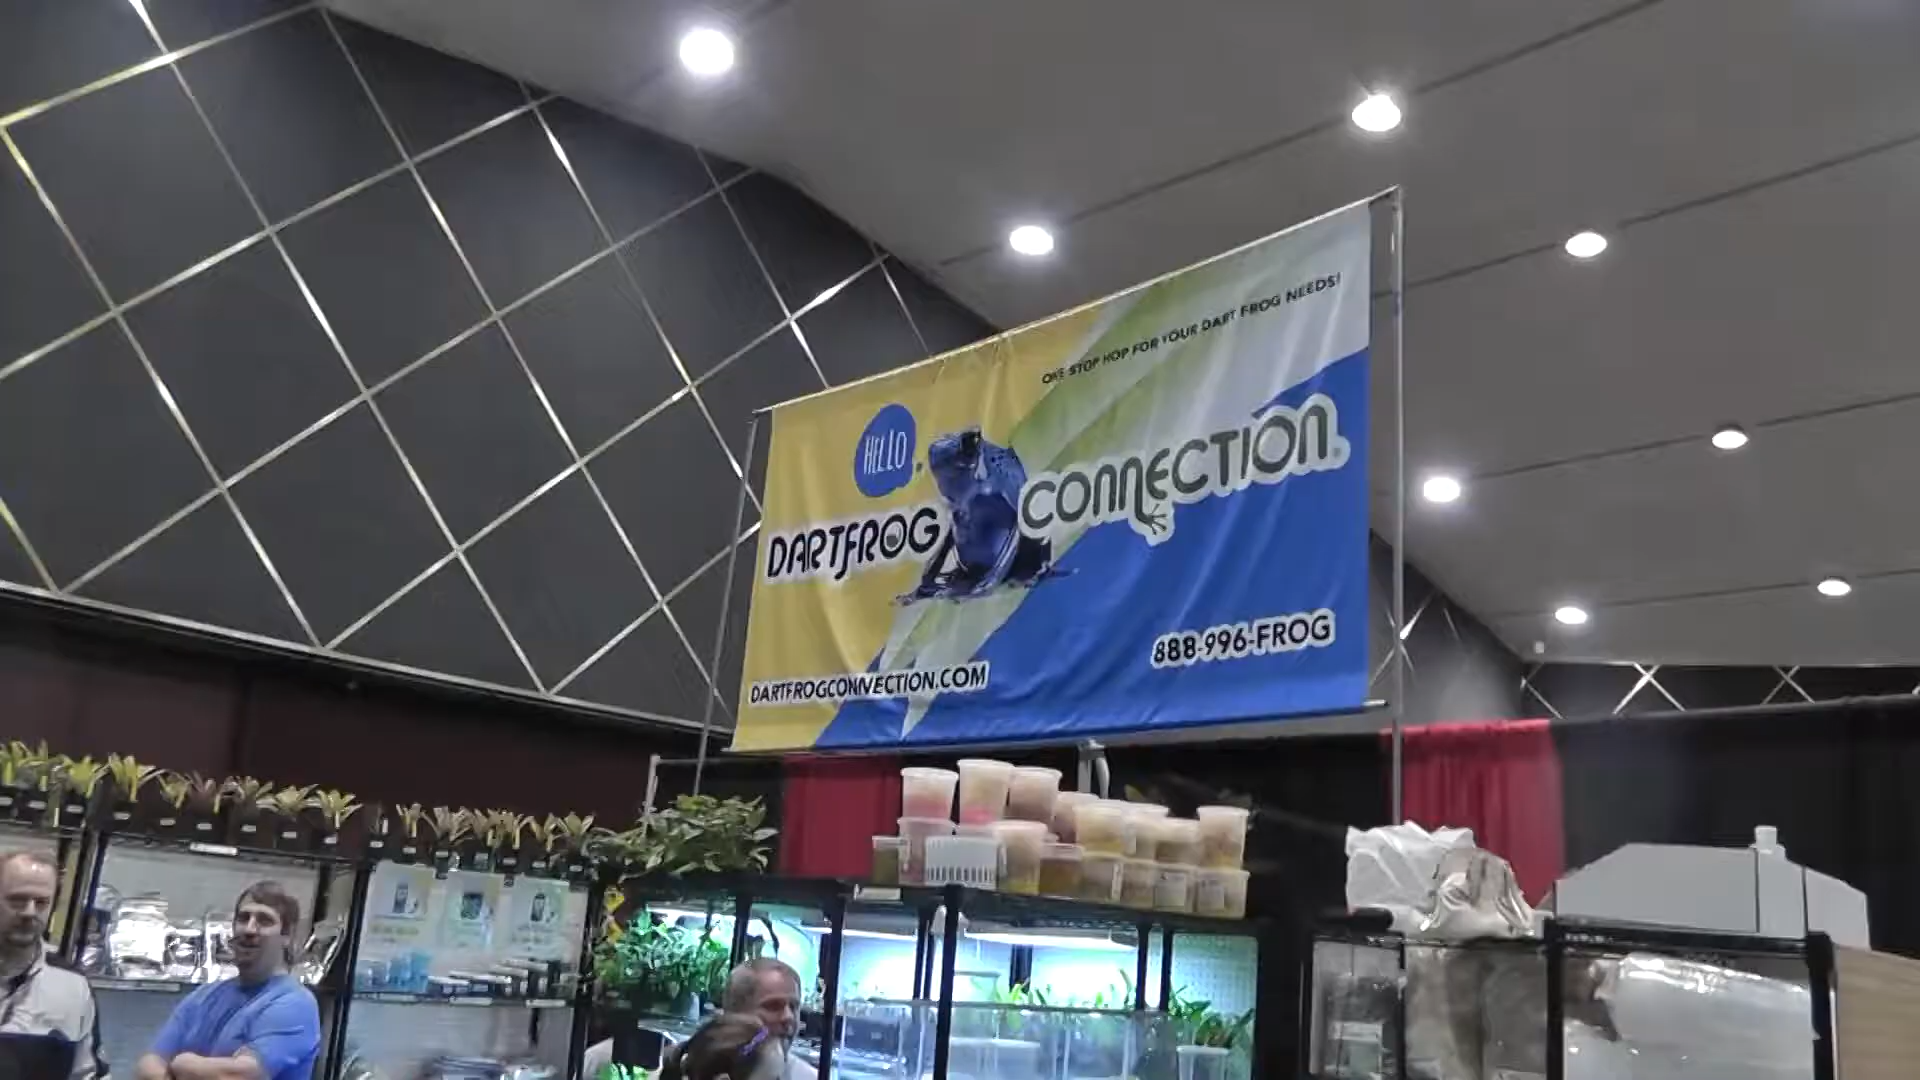 ONE STOP HOP FOR YOUR DART FROG NEEDS!
HELLO.
DARTFROG CONNECTION
DARTFROGCONNECTION.COM
888-996-FROG